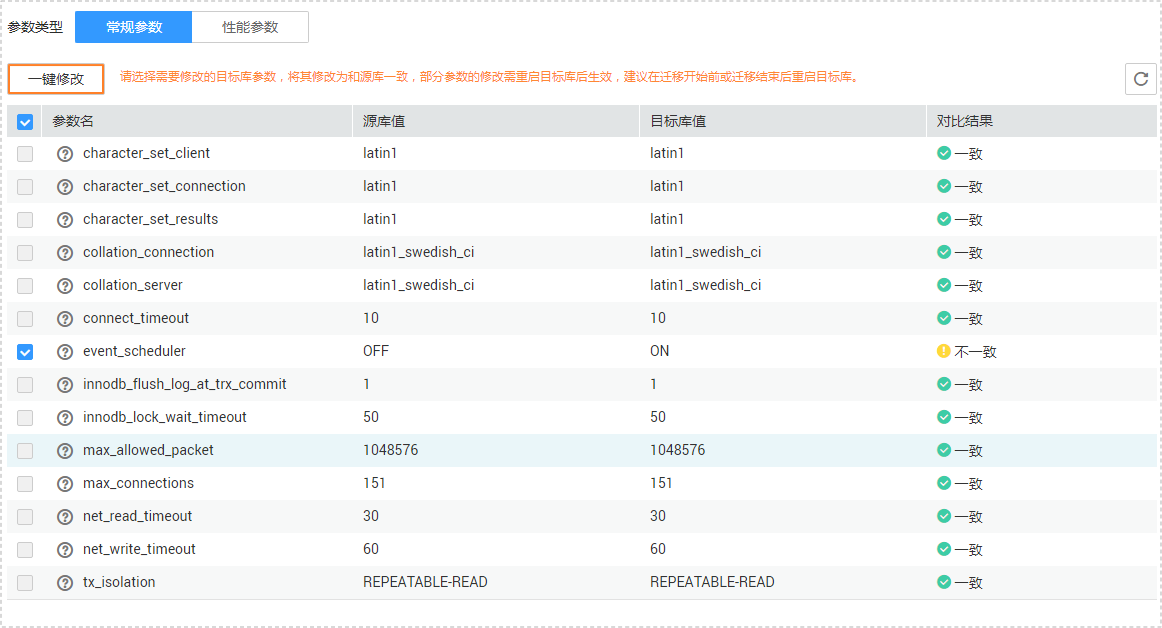 参数类型 常规参数 性能参数
一键修改 请选择需要修改的目标库参数，将其修改为和源库一致，部分参数的修改需重启目标库后生效，建议在迁移开始前或迁移结束后重启目标库。
参数名 源库值 目标库值 对比结果
character_set_client latin1 latin1 一致
character_set_connection latin1 latin1 一致
character_set_results latin1 latin1 一致
collation_connection latin1_swedish_ci latin1_swedish_ci 一致
collation_server latin1_swedish_ci latin1_swedish_ci 一致
connect_timeout 10 10 一致
event_scheduler OFF ON 不一致
innodb_flush_log_at_trx_commit 1 1 一致
innodb_lock_wait_timeout 50 50 一致
max_allowed_packet 1048576 1048576 一致
max_connections 151 151 一致
net_read_timeout 30 30 一致
net_write_timeout 60 60 一致
tx_isolation REPEATABLE-READ REPEATABLE-READ 一致